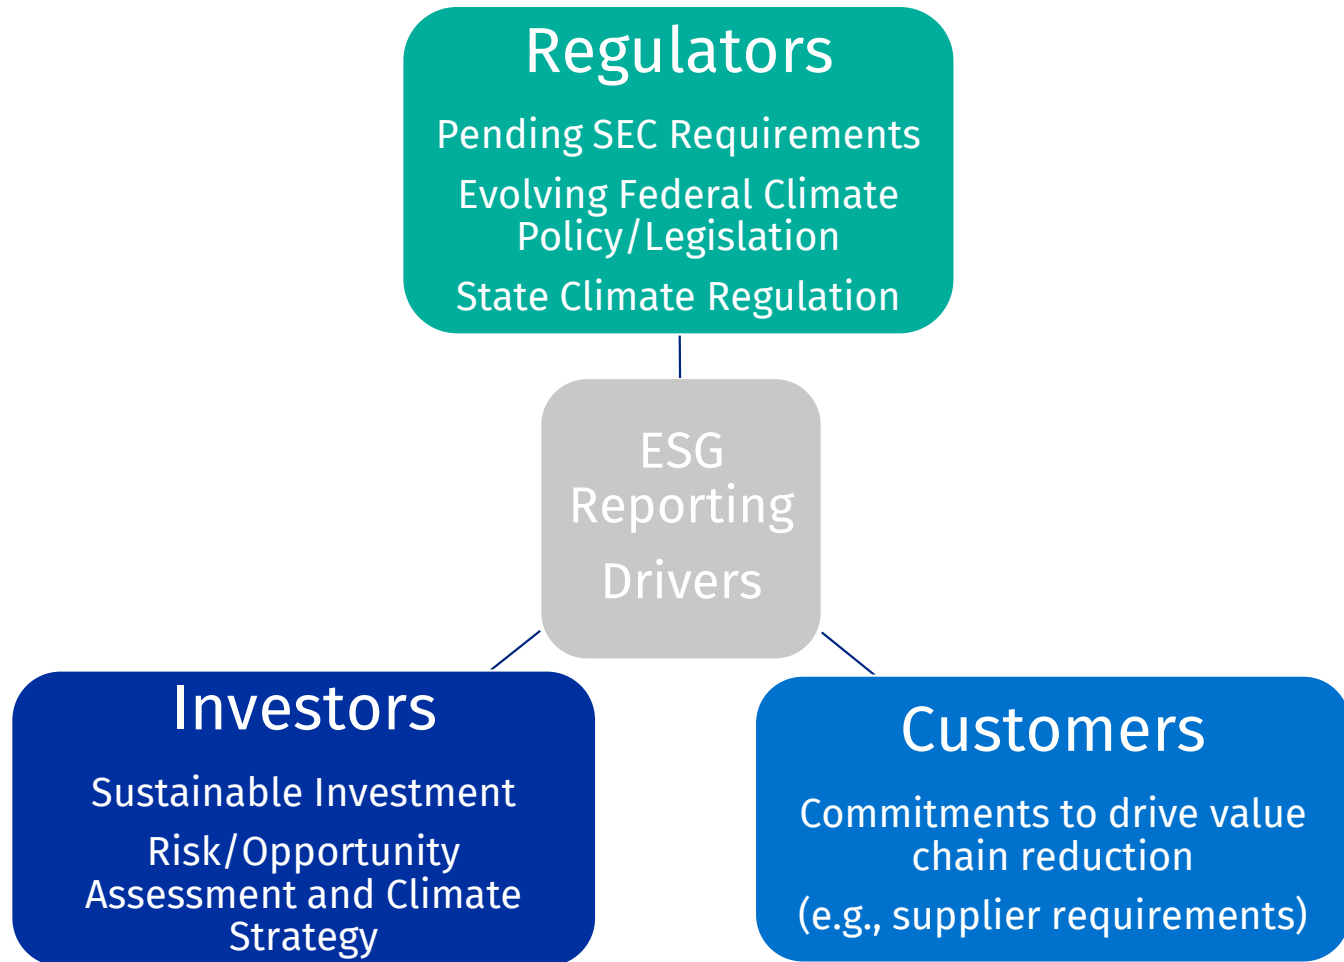 Regulators
Pending SEC Requirements
Evolving Federal Climate
Policy/Legislation
State Climate Regulation
ESG
Reporting
Drivers
Investors
Sustainable Investment
Risk/Opportunity
Assessment and Climate
Strategy
Customers
Commitments to drive value
chain reduction
(e.g., supplier requirements)